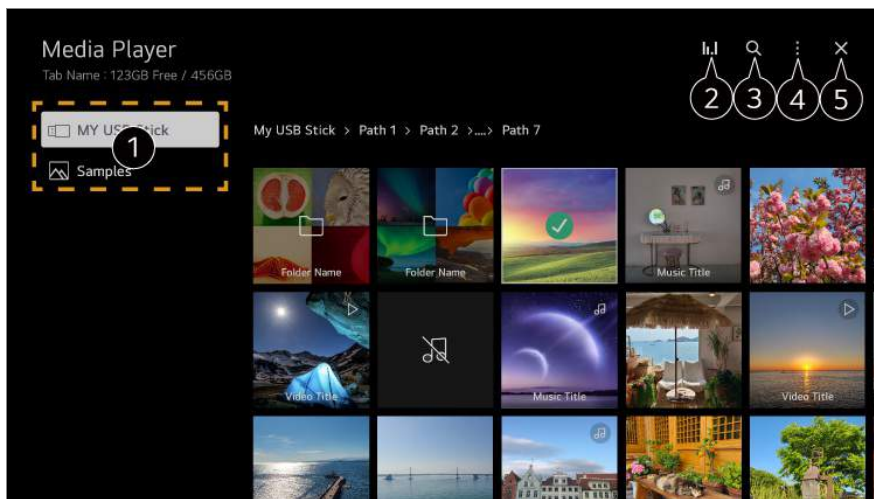 Media Player
Tab Name : 123GB Free / 456GB
2
3
4
5
MY USB Stick
1
Samples
My USB Stick > Path 1 > Path 2 >....> Path 7
Folder Name
Folder Name
Music Title
Video Title
Music Title
Video Title